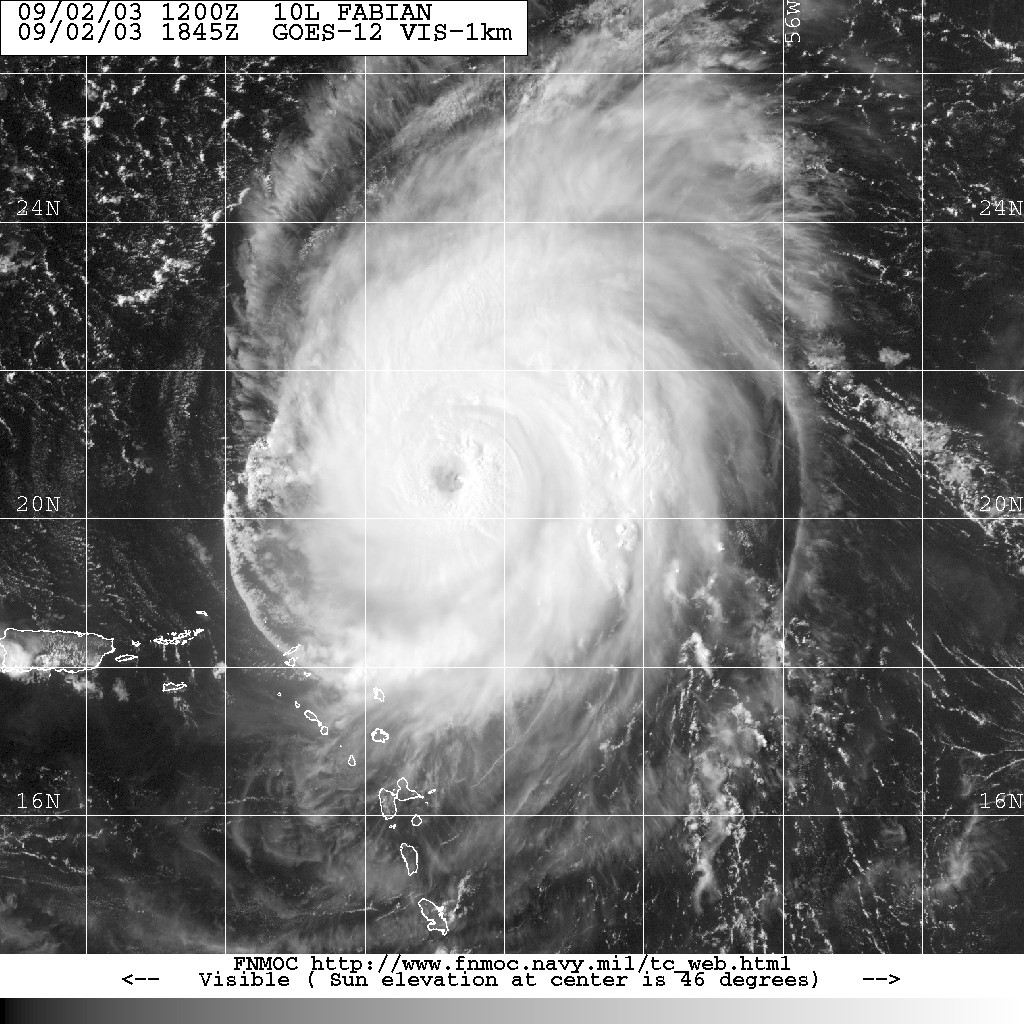 09/02/03 1200Z 10L FABIAN
09/02/03 1845Z GOES-12 VIS-1km
56W
24N 24N
20N 20N
16N 16N
FNMOC http://www.fnmoc.navy.mil/tc_web.html
<-- Visible ( Sun elevation at center is 46 degrees) -->